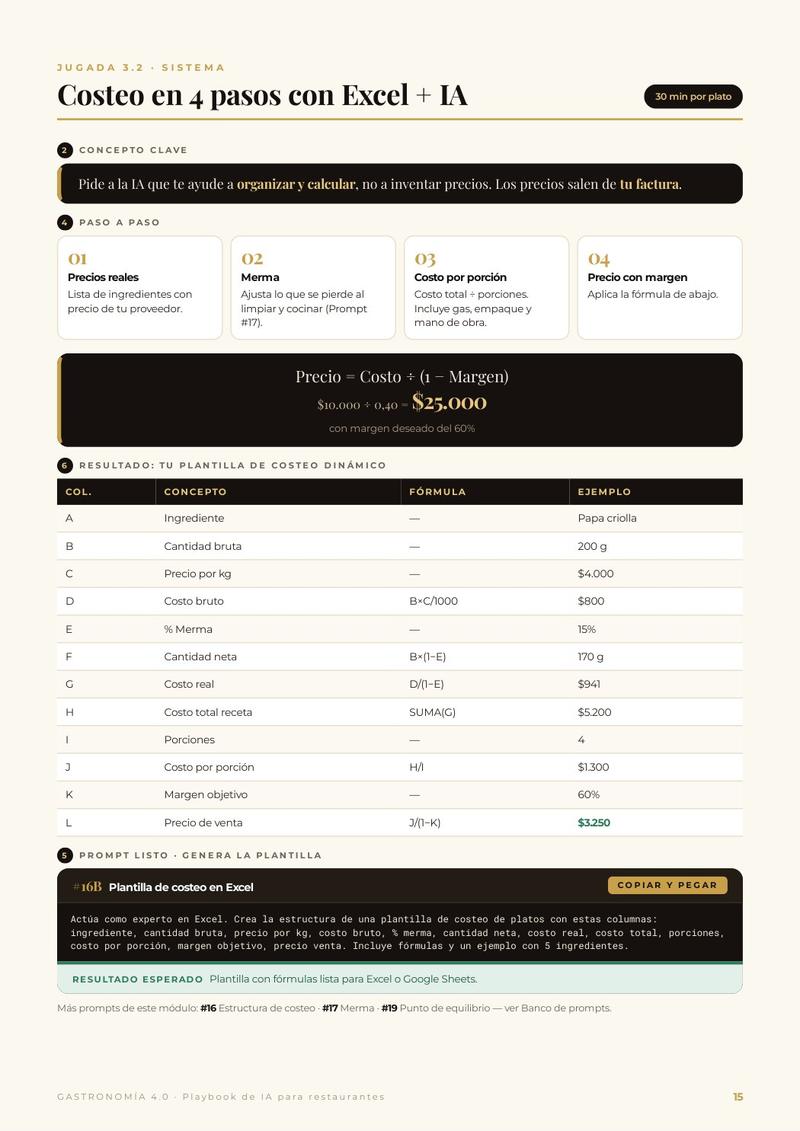 JUGADA 3.2 · SISTEMA
Costeo en 4 pasos con Excel + IA
30 min por plato
2 CONCEPTO CLAVE
Pide a la IA que te ayude a organizar y calcular, no a inventar precios. Los precios salen de tu factura.
4 PASO A PASO
01
Precios reales
Lista de ingredientes con
precio de tu proveedor.
02
Merma
Ajusta lo que se pierde al
limpiar y cocinar (Prompt
#17).
03
Costo por porción
Costo total ÷ porciones.
Incluye gas, empaque y
mano de obra.
04
Precio con margen
Aplica la fórmula de abajo.
Precio = Costo ÷ (1 − Margen)
$10.000 ÷ 0,40 = $25.000
con margen deseado del 60%
6 RESULTADO: TU PLANTILLA DE COSTEO DINÁMICO
COL. CONCEPTO FÓRMULA EJEMPLO
A Ingrediente — Papa criolla
B Cantidad bruta — 200 g
C Precio por kg — $4.000
D Costo bruto B×C/1000 $800
E % Merma — 15%
F Cantidad neta B×(1−E) 170 g
G Costo real D/(1−E) $941
H Costo total receta SUMA(G) $5.200
I Porciones — 4
J Costo por porción H/I $1.300
K Margen objetivo — 60%
L Precio de venta J/(1−K) $3.250
5 PROMPT LISTO · GENERA LA PLANTILLA
#16B Plantilla de costeo en Excel
COPIAR Y PEGAR
Actúa como experto en Excel. Crea la estructura de una plantilla de costeo de platos con estas columnas:
ingrediente, cantidad bruta, precio por kg, costo bruto, % merma, cantidad neta, costo real, costo total, porciones,
costo por porción, margen objetivo, precio venta. Incluye fórmulas y un ejemplo con 5 ingredientes.
RESULTADO ESPERADO Plantilla con fórmulas lista para Excel o Google Sheets.
Más prompts de este módulo: #16 Estructura de costeo · #17 Merma · #19 Punto de equilibrio — ver Banco de prompts.
GASTRONOMÍA 4.0 · Playbook de IA para restaurantes
15